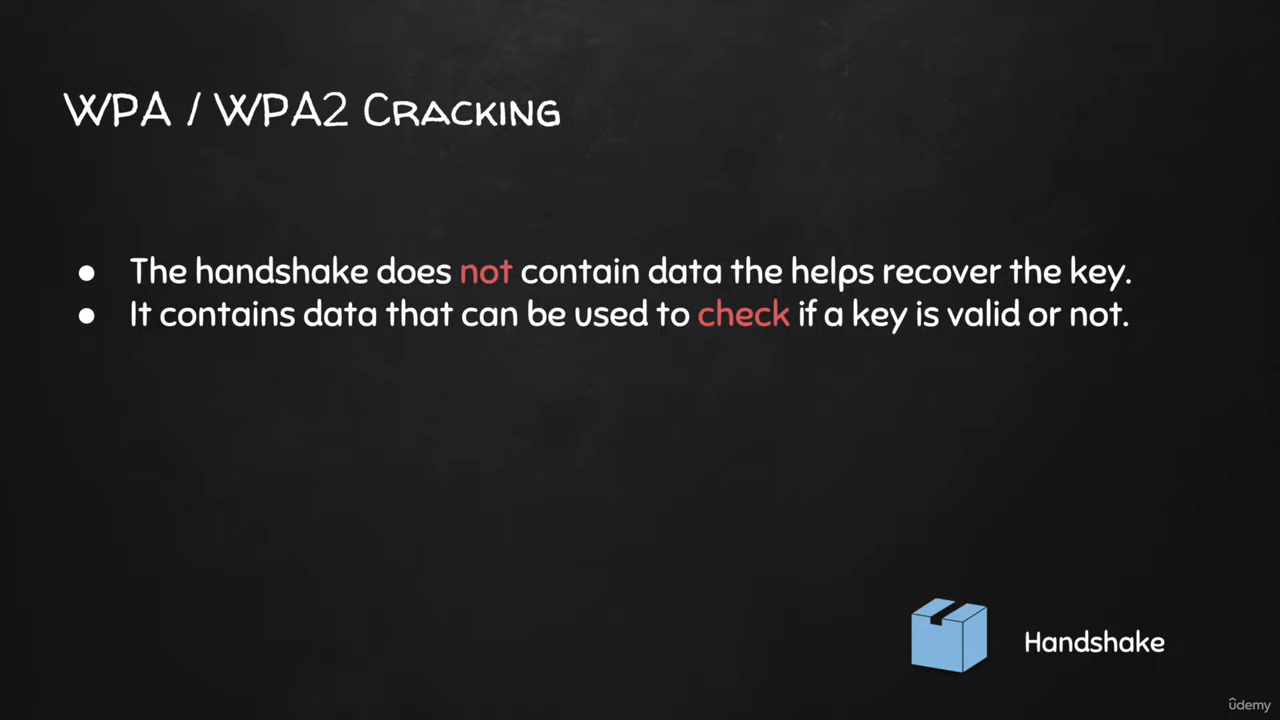 WPA / WPA2 Cracking
● The handshake does not contain data the helps recover the key.
● It contains data that can be used to check if a key is valid or not.
Handshake
ûdemy